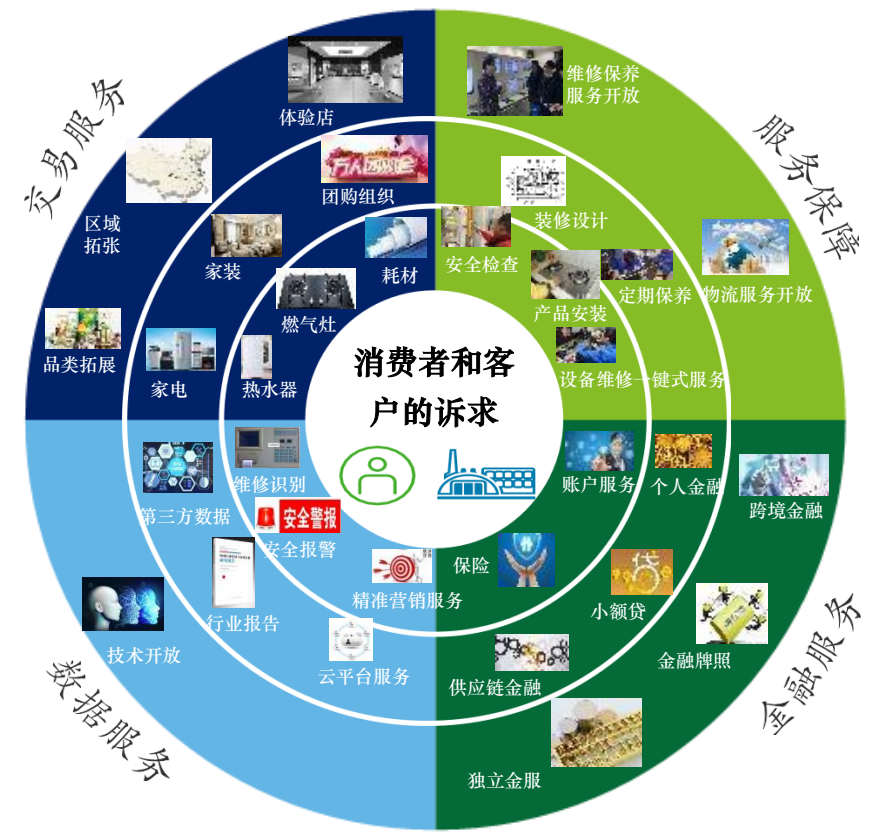 交易服务
体验店
区域
拓张
品类拓展
万人团购会
团购组织
家装
家电
耗材
燃气灶
热水器
服务保障
维修保养
服务开放
装修设计
安全检查
产品安装
定期保养
物流服务开放
设备维修一键式服务
消费者和客
户的诉求
数据服务
维修识别
第三方数据
安全警报
安全报警
行业报告
精准营销服务
云平台服务
技术开放
金融服务
账户服务
个人金融
跨境金融
保险
小额贷
金融牌照
供应链金融
独立金服